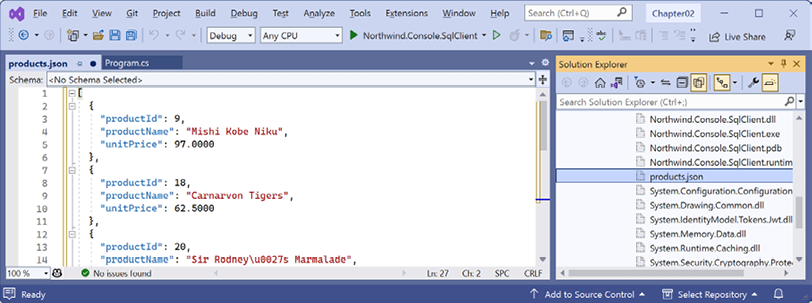 File Edit View Git Project Build Debug Test Analyze Tools Extensions Window Help Search (Ctrl+Q) Chapter02
Debug Any CPU Northwind.Console.SqlClient Live Share
products.json Program.cs
Schema: <No Schema Selected>
1 [
2 {
3 "productId": 9,
4 "productName": "Mishi Kobe Niku",
5 "unitPrice": 97.0000
6 },
7 {
8 "productId": 18,
9 "productName": "Carnarvon Tigers",
10 "unitPrice": 62.5000
11 },
12 {
13 "productId": 20,
14 "productName": "Sir Rodney\u0027s Marmalade",
100 % No issues found Ln: 27 Ch: 2 SPC CRLF
Solution Explorer
Search Solution Explorer (Ctrl+;)
Northwind.Console.SqlClient.dll
Northwind.Console.SqlClient.exe
Northwind.Console.SqlClient.pdb
Northwind.Console.SqlClient.runtim
products.json
System.Configuration.Configuration
System.Drawing.Common.dll
System.IdentityModel.Tokens.Jwt.dll
System.Memory.Data.dll
System.Runtime.Caching.dll
System.Security.Cryptography.Prote
Ready Add to Source Control Select Repository